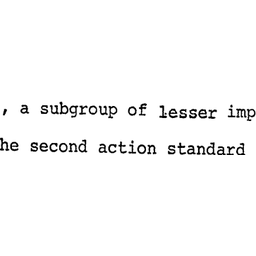 , a subgroup of lesser imp
he second action standard